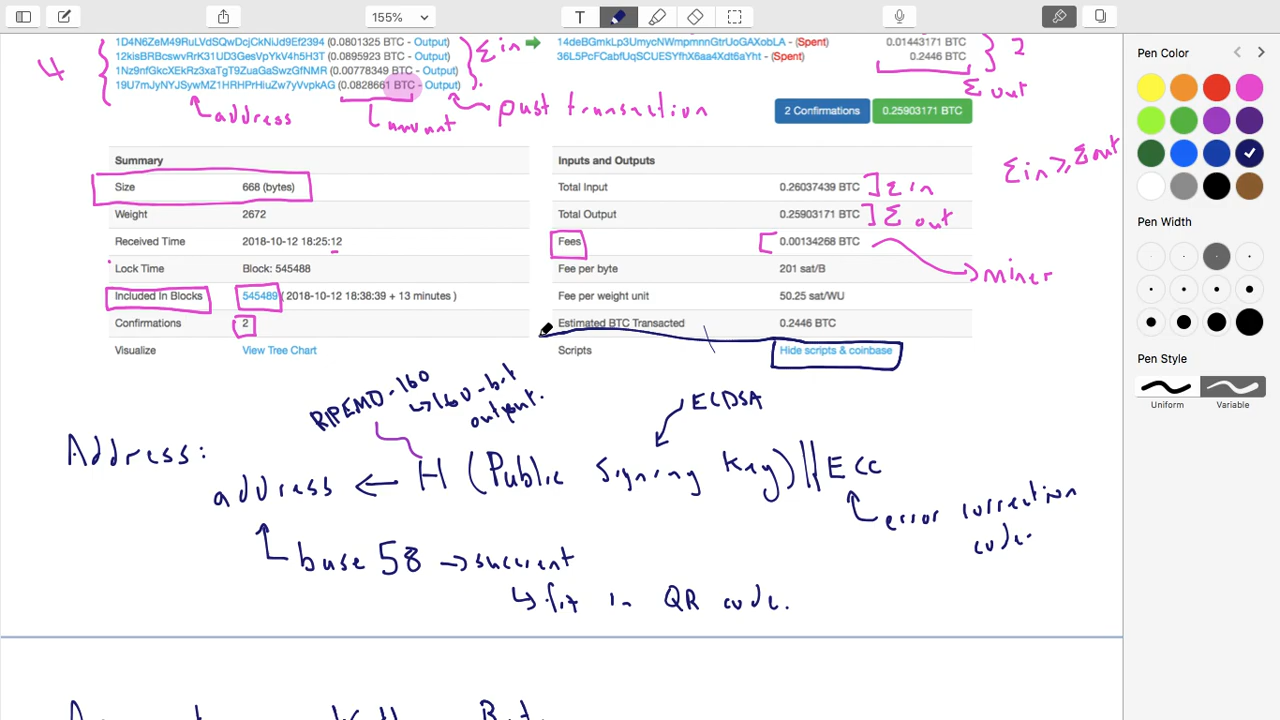 155%
1D4N6ZeM49RuLVdSQwDcjCkNiJd9Ef2394 (0.0801325 BTC - Output)
12kisBRBcswvRrK31UD3GesVpYkV4h5H3T (0.0895923 BTC - Output)
1Nz9nfGkcXEkRz3xaTgT9ZuaGaSwzGfNMR (0.00778349 BTC - Output)
19U7mJyNYJSywMZ1HRHPrHiuZw7yVvpkAG (0.0828661 BTC - Output)
4
Σ in
14deBGmkLp3UmycNWmpmnnGtrUoGAXobLA - (Spent) 0.01443171 BTC
36L5PcFCabfUqSCUESYfhX6aa4Xdt6aYht - (Spent) 0.2446 BTC
2
Σ out
address
amount
past transaction
2 Confirmations 0.25903171 BTC
Σin ≥ Σout
Summary
Size 668 (bytes)
Weight 2672
Received Time 2018-10-12 18:25:12
Lock Time Block: 545488
Included In Blocks 545489 ( 2018-10-12 18:38:39 + 13 minutes )
Confirmations 2
Visualize View Tree Chart
Inputs and Outputs
Total Input 0.26037439 BTC Σ in
Total Output 0.25903171 BTC Σ out
Fees 0.00134268 BTC
miner
Fee per byte 201 sat/B
Fee per weight unit 50.25 sat/WU
Estimated BTC Transacted 0.2446 BTC
Scripts Hide scripts & coinbase
RIPEMD-160
↳ 160-bit
output.
ECDSA
Address:
address ← H (Public Signing Key) || ECC
error correction
code.
base 58 → succient
↳ fit in QR code.
Pen Color
Pen Width
Pen Style
Uniform Variable